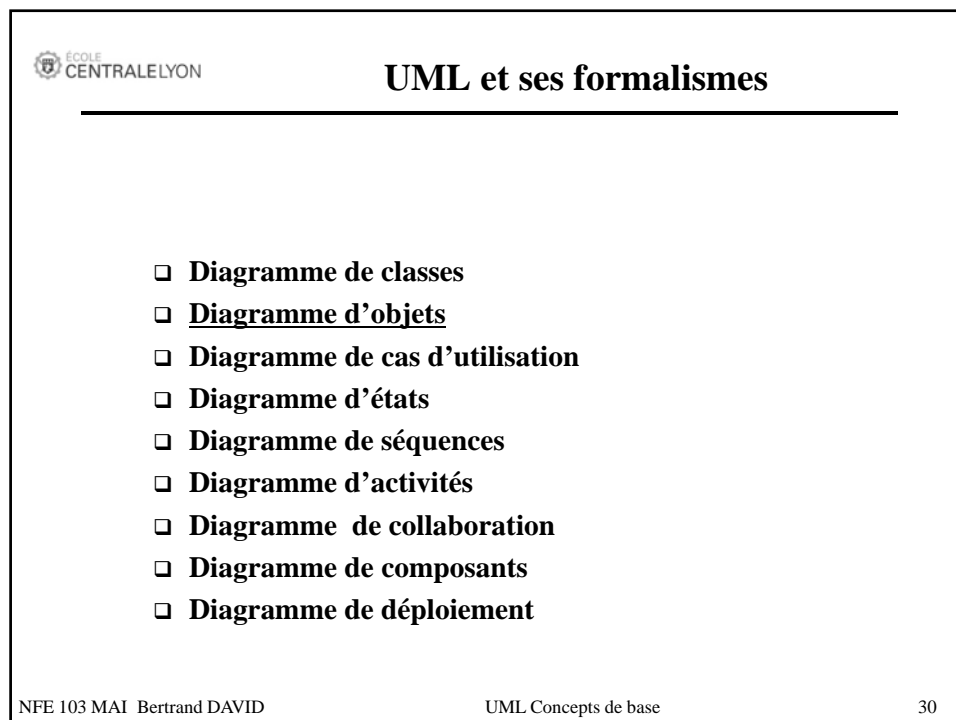 ÉCOLE
CENTRALELYON
UML et ses formalismes
❑ Diagramme de classes
❑ Diagramme d’objets
❑ Diagramme de cas d’utilisation
❑ Diagramme d’états
❑ Diagramme de séquences
❑ Diagramme d’activités
❑ Diagramme  de collaboration
❑ Diagramme de composants
❑ Diagramme de déploiement
NFE 103 MAI  Bertrand DAVID UML Concepts de base 30